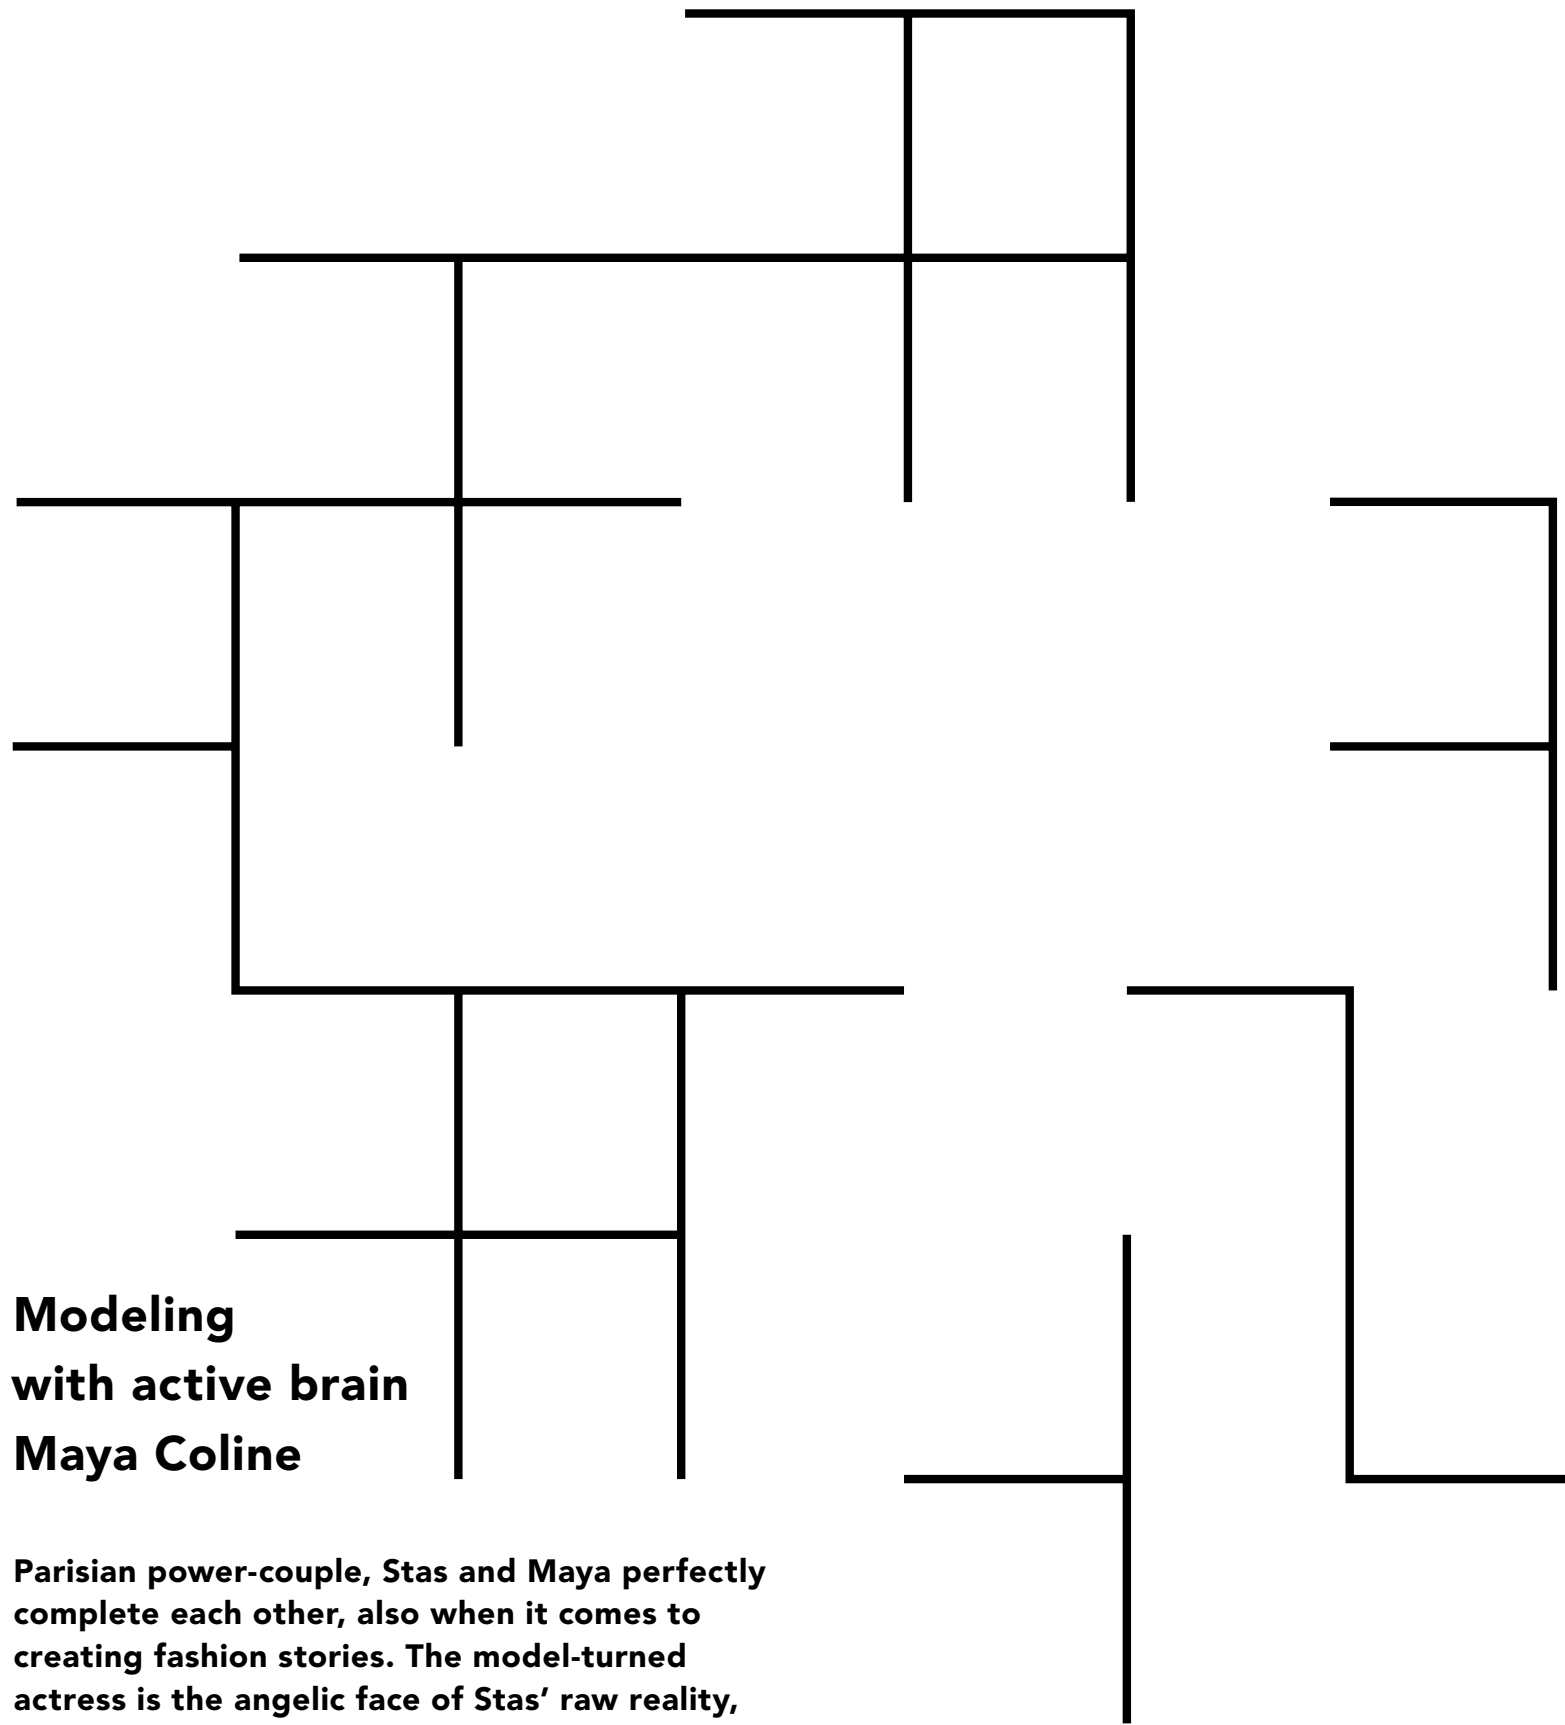 Modeling
with active brain
Maya Coline
Parisian power-couple, Stas and Maya perfectly
complete each other, also when it comes to
creating fashion stories. The model-turned
actress is the angelic face of Stas’ raw reality,